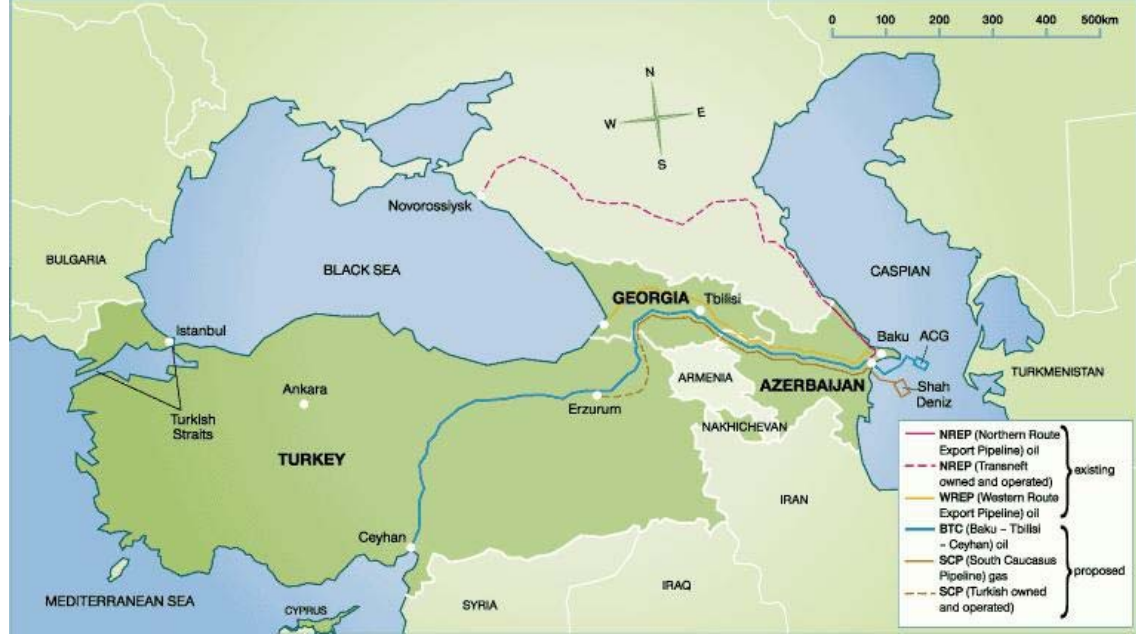 0 100 200 300 400 500km
N
W E
S
Novorossiysk
BULGARIA
BLACK SEA
CASPIAN
GEORGIA
Tbilisi
Istanbul
Baku
ACG
ARMENIA
AZERBAIJAN
TURKMENISTAN
Ankara
Erzurum
Shah
Deniz
Turkish
Straits
NAKHICHEVAN
TURKEY
IRAN
Ceyhan
IRAQ
SYRIA
MEDITERRANEAN SEA
CYPRUS
NREP (Northern Route
Export Pipeline) oil
NREP (Transneft
owned and operated)
WREP (Western Route
Export Pipeline) oil
existing
BTC (Baku – Tbilisi
– Ceyhan) oil
SCP (South Caucasus
Pipeline) gas
SCP (Turkish owned
and operated)
proposed